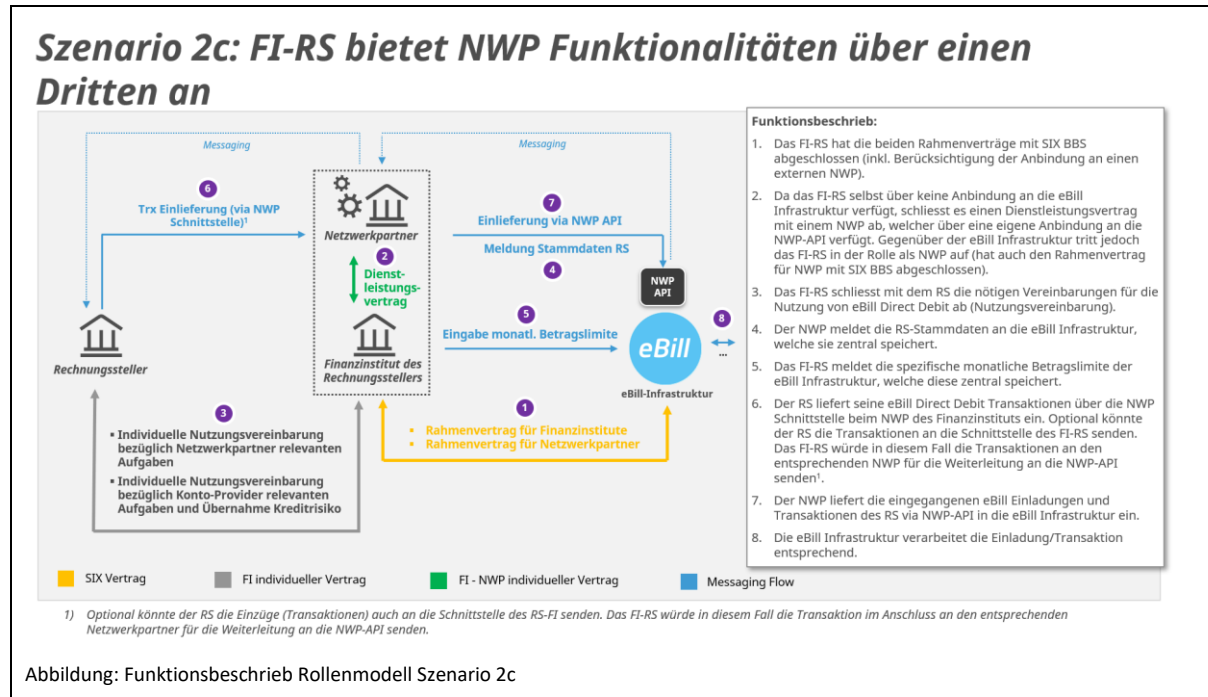 Szenario 2c: FI-RS bietet NWP Funktionalitäten über einen
Dritten an
Messaging
Messaging
6
Trx Einlieferung (via NWP
Schnittstelle)¹
Netzwerkpartner
2
Dienst-
leistungs-
vertrag
7
Einlieferung via NWP API
Meldung Stammdaten RS
4
NWP
API
5
Eingabe monatl. Betragslimite
eBill
8
...
Rechnungssteller
Finanzinstitut des
Rechnungsstellers
eBill-Infrastruktur
3
▪ Individuelle Nutzungsvereinbarung
bezüglich Netzwerkpartner relevanten
Aufgaben
▪ Individuelle Nutzungsvereinbarung
bezüglich Konto-Provider relevanten
Aufgaben und Übernahme Kreditrisiko
1
▪ Rahmenvertrag für Finanzinstitute
▪ Rahmenvertrag für Netzwerkpartner
Funktionsbeschrieb:
1. Das FI-RS hat die beiden Rahmenverträge mit SIX BBS
abgeschlossen (inkl. Berücksichtigung der Anbindung an einen
externen NWP).
2. Da das FI-RS selbst über keine Anbindung an die eBill
Infrastruktur verfügt, schliesst es einen Dienstleistungsvertrag
mit einem NWP ab, welcher über eine eigene Anbindung an die
NWP-API verfügt. Gegenüber der eBill Infrastruktur tritt jedoch
das FI-RS in der Rolle als NWP auf (hat auch den Rahmenvertrag
für NWP mit SIX BBS abgeschlossen).
3. Das FI-RS schliesst mit dem RS die nötigen Vereinbarungen für die
Nutzung von eBill Direct Debit ab (Nutzungsvereinbarung).
4. Der NWP meldet die RS-Stammdaten an die eBill Infrastruktur,
welche sie zentral speichert.
5. Das FI-RS meldet die spezifische monatliche Betragslimite der
eBill Infrastruktur, welche diese zentral speichert.
6. Der RS liefert seine eBill Direct Debit Transaktionen über die NWP
Schnittstelle beim NWP des Finanzinstituts ein. Optional könnte
der RS die Transaktionen an die Schnittstelle des FI-RS senden.
Das FI-RS würde in diesem Fall die Transaktionen an den
entsprechenden NWP für die Weiterleitung an die NWP-API
senden¹.
7. Der NWP liefert die eingegangenen eBill Einladungen und
Transaktionen des RS via NWP-API in die eBill Infrastruktur ein.
8. Die eBill Infrastruktur verarbeitet die Einladung/Transaktion
entsprechend.
SIX Vertrag
FI individueller Vertrag
FI - NWP individueller Vertrag
Messaging Flow
1) Optional könnte der RS die Einzüge (Transaktionen) auch an die Schnittstelle des RS-FI senden. Das FI-RS würde in diesem Fall die Transaktion im Anschluss an den entsprechenden
Netzwerkpartner für die Weiterleitung an die NWP-API senden.
Abbildung: Funktionsbeschrieb Rollenmodell Szenario 2c